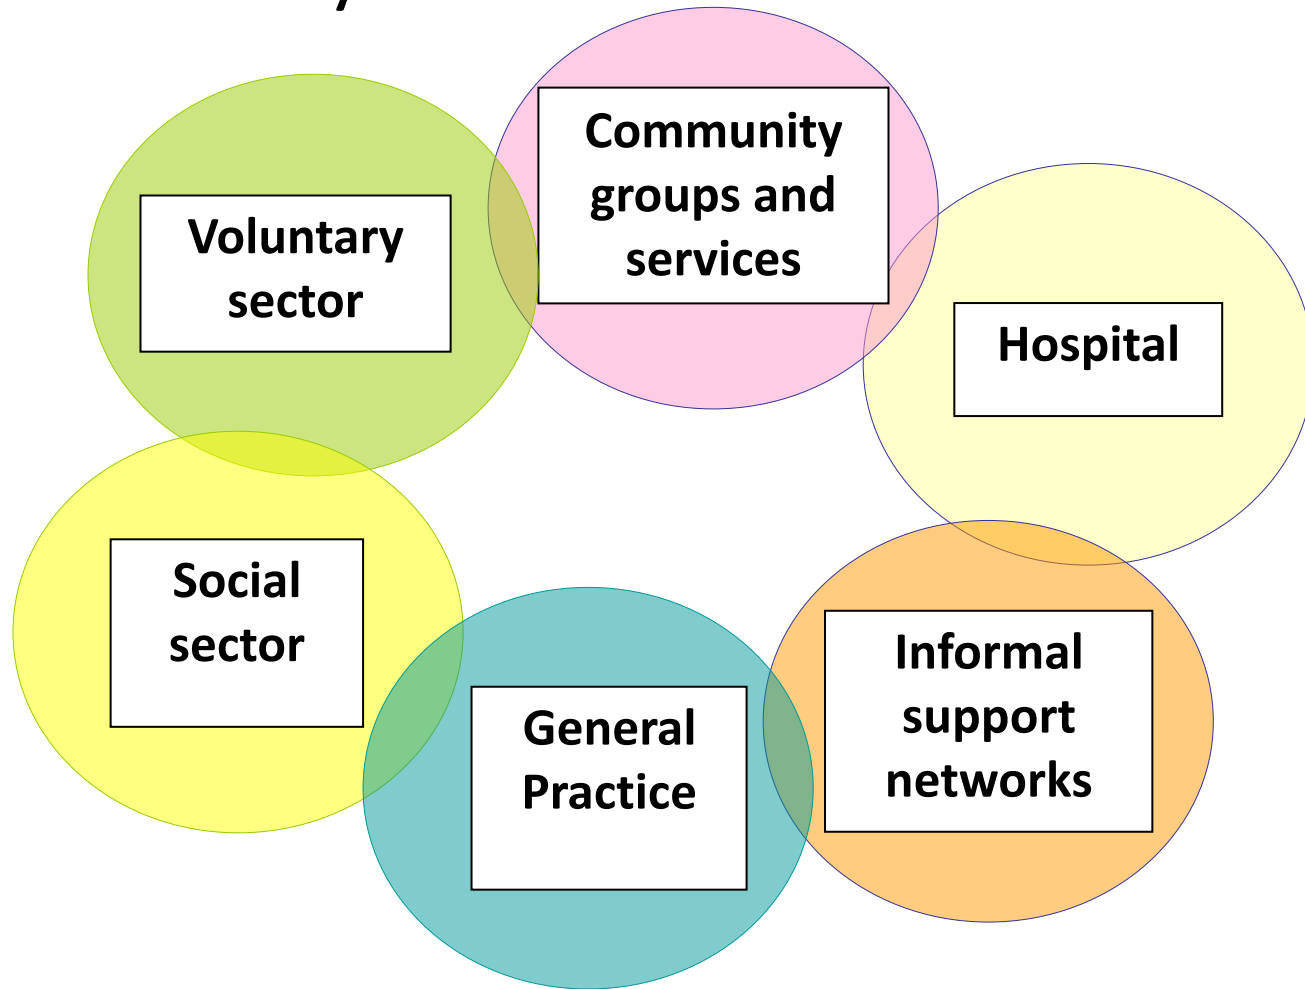 Community
groups and
services
Voluntary
sector
Hospital
Social
sector
Informal
support
networks
General
Practice